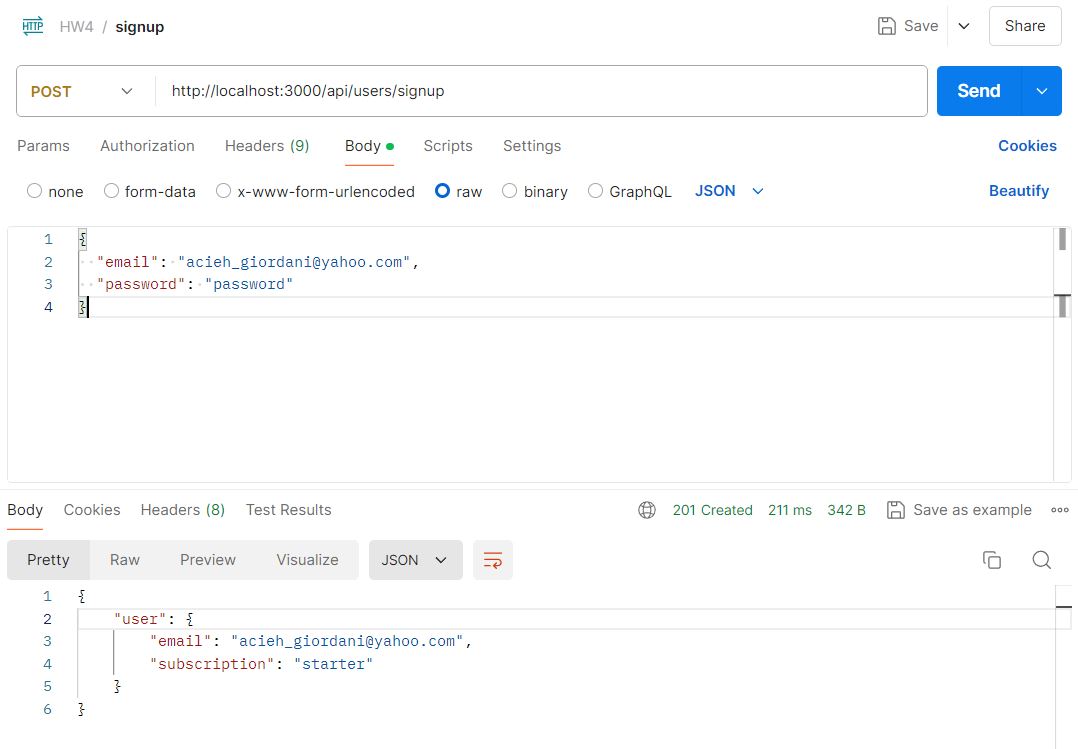 HTTP HW4 / signup Save Share
POST http://localhost:3000/api/users/signup Send
Params Authorization Headers (9) Body Scripts Settings Cookies
none form-data x-www-form-urlencoded raw binary GraphQL JSON Beautify
1 {
2 "email": "acieh_giordani@yahoo.com",
3 "password": "password"
4 }
Body Cookies Headers (8) Test Results 201 Created 211 ms 342 B Save as example
Pretty Raw Preview Visualize JSON
1 {
2 "user": {
3 "email": "acieh_giordani@yahoo.com",
4 "subscription": "starter"
5 }
6 }